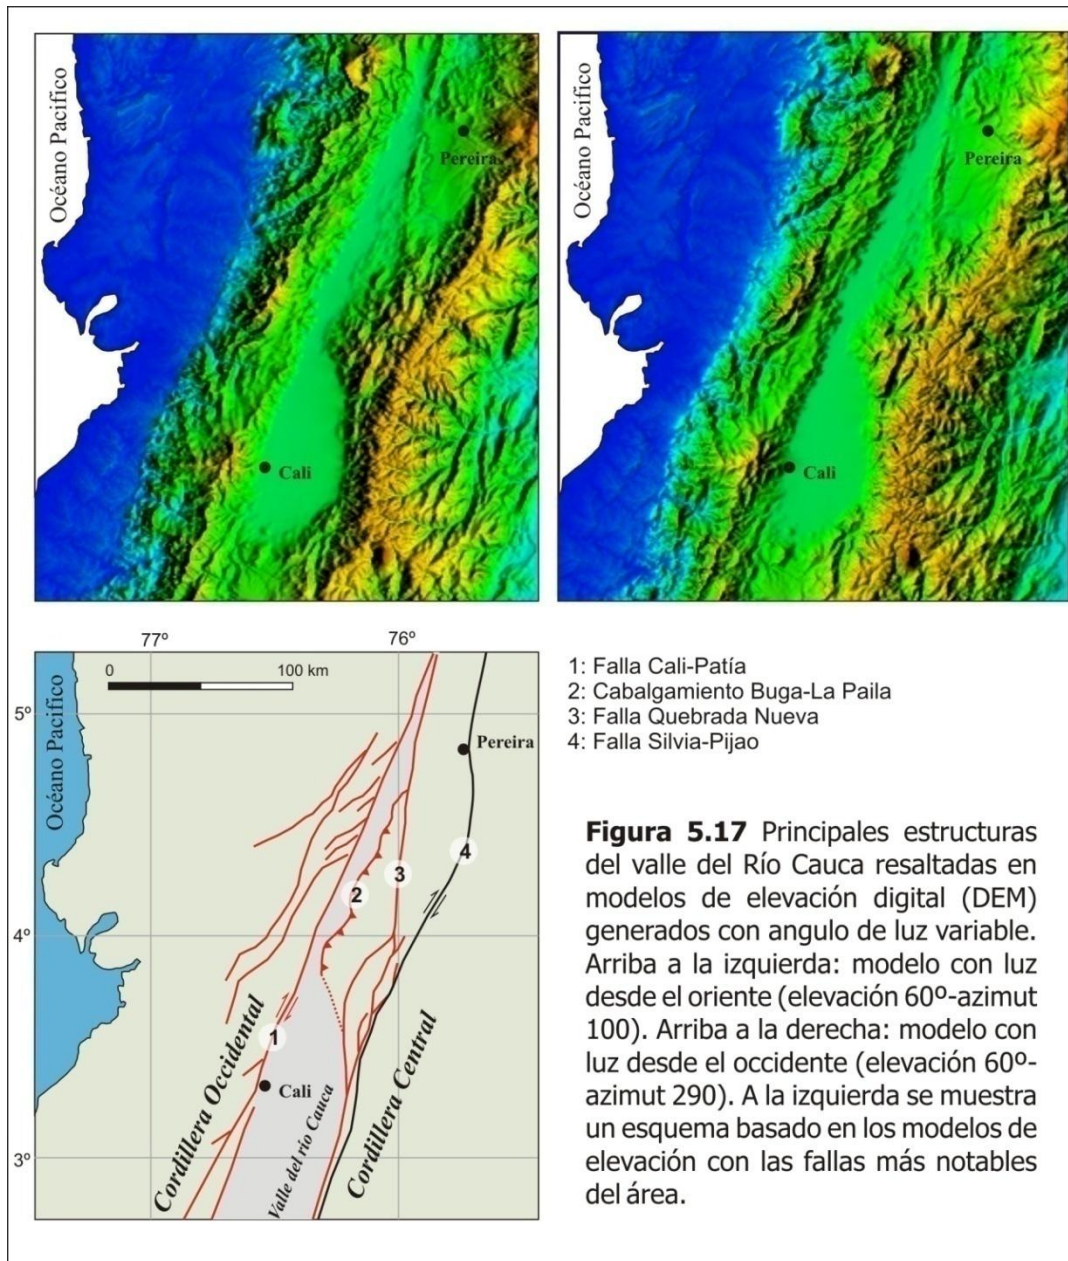 Océano Pacifico
Pereira
Cali
Océano Pacifico
Pereira
Cali
77º
76º
0
100 km
Océano Pacifico
5º
4º
3º
Pereira
4
3
2
1
Cali
Cordillera Occidental
Valle del río Cauca
Cordillera Central
1: Falla Cali-Patía
2: Cabalgamiento Buga-La Paila
3: Falla Quebrada Nueva
4: Falla Silvia-Pijao
Figura 5.17 Principales estructuras
del valle del Río Cauca resaltadas en
modelos de elevación digital (DEM)
generados con angulo de luz variable.
Arriba a la izquierda: modelo con luz
desde el oriente (elevación 60º-azimut
100). Arriba a la derecha: modelo con
luz desde el occidente (elevación 60º-
azimut 290). A la izquierda se muestra
un esquema basado en los modelos de
elevación con las fallas más notables
del área.